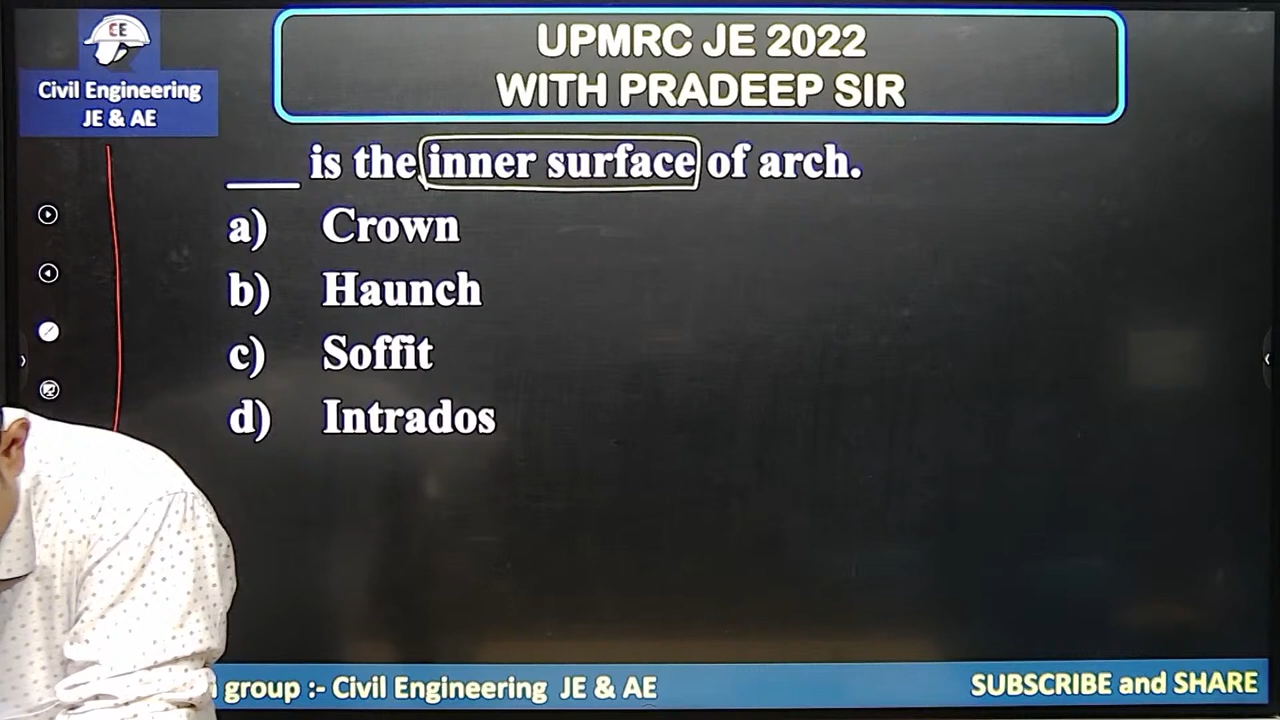 CE
Civil Engineering
JE & AE
UPMRC JE 2022
WITH PRADEEP SIR
___ is the inner surface of arch.
a) Crown
b) Haunch
c) Soffit
d) Intrados
group :- Civil Engineering JE & AE
SUBSCRIBE and SHARE